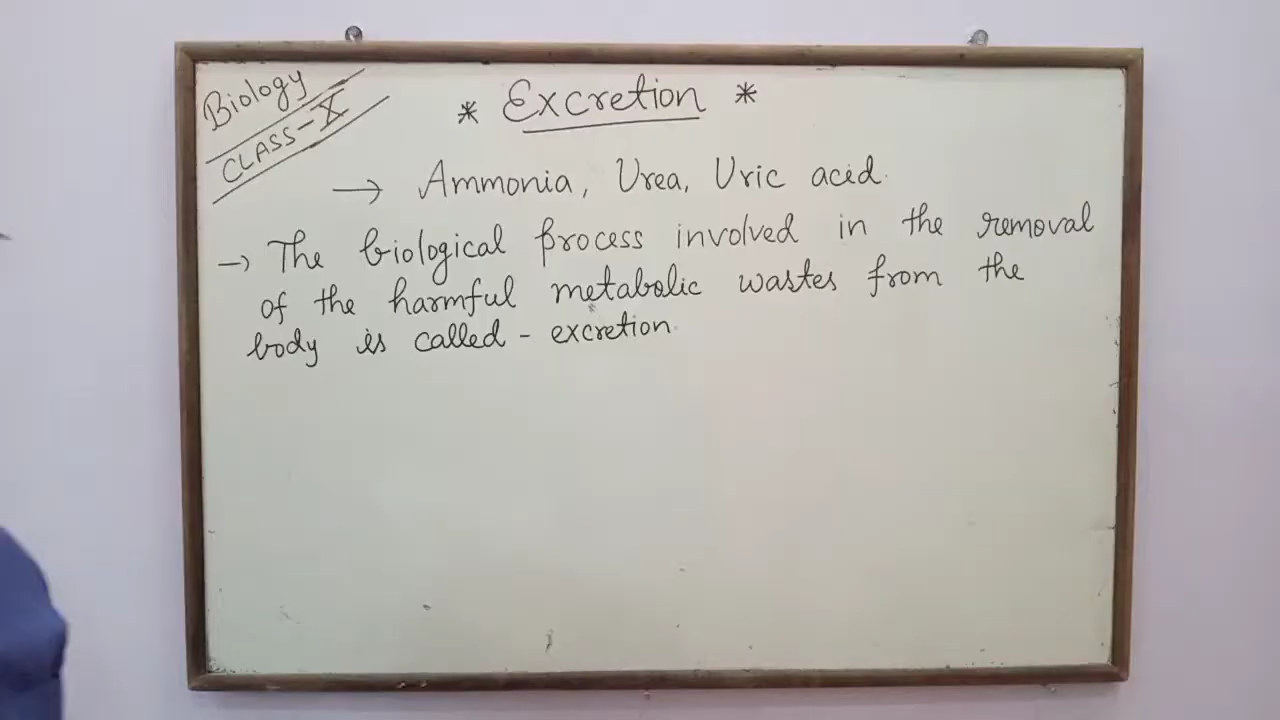 Biology
CLASS-X
* Excretion *
→ Ammonia, Urea, Uric acid.
→ The biological process involved in the removal
of the harmful metabolic wastes from the
body is called - excretion.